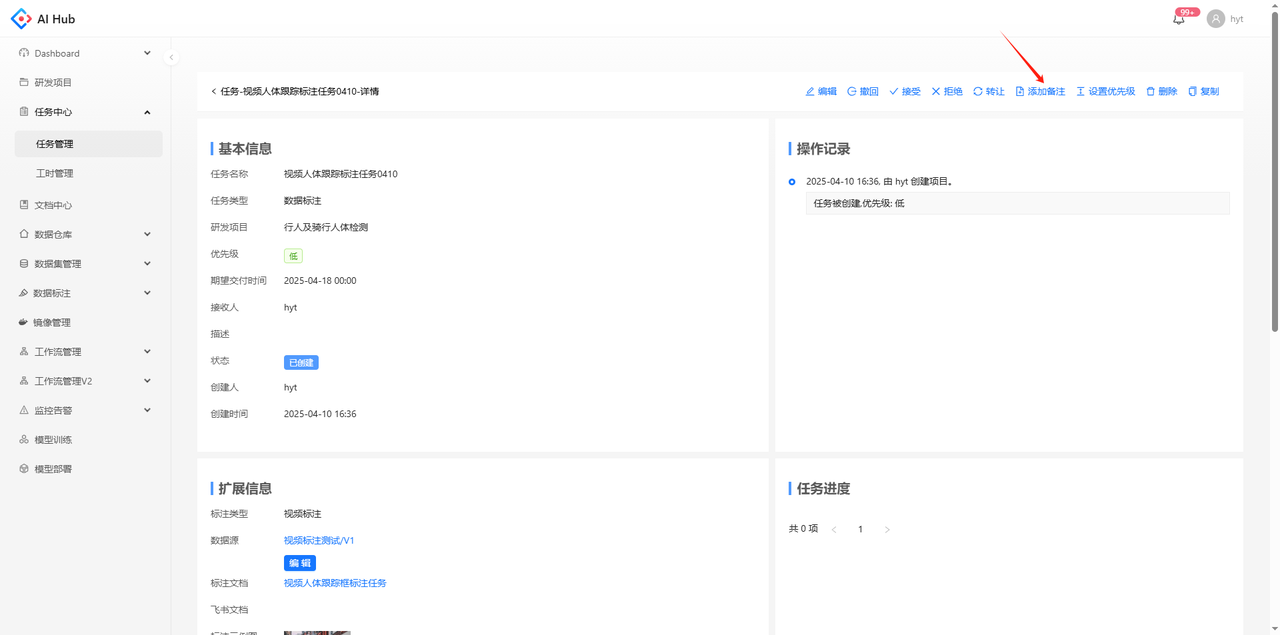 AI Hub
99+
hyt
Dashboard
研发项目
任务中心
任务管理
工时管理
文档中心
数据仓库
数据集管理
数据标注
镜像管理
工作流管理
工作流管理V2
监控告警
模型训练
模型部署
任务-视频人体跟踪标注任务0410-详情
编辑 撤回 接受 拒绝 转让 添加备注 设置优先级 删除 复制
基本信息
任务名称 视频人体跟踪标注任务0410
任务类型 数据标注
研发项目 行人及骑行人体检测
优先级 低
期望交付时间 2025-04-18 00:00
接收人 hyt
描述
状态 已创建
创建人 hyt
创建时间 2025-04-10 16:36
操作记录
2025-04-10 16:36, 由 hyt 创建项目。
任务被创建,优先级: 低
扩展信息
标注类型 视频标注
数据源 视频标注测试/V1
编 辑
标注文档 视频人体跟踪框标注任务
飞书文档
任务进度
共 0 项 1